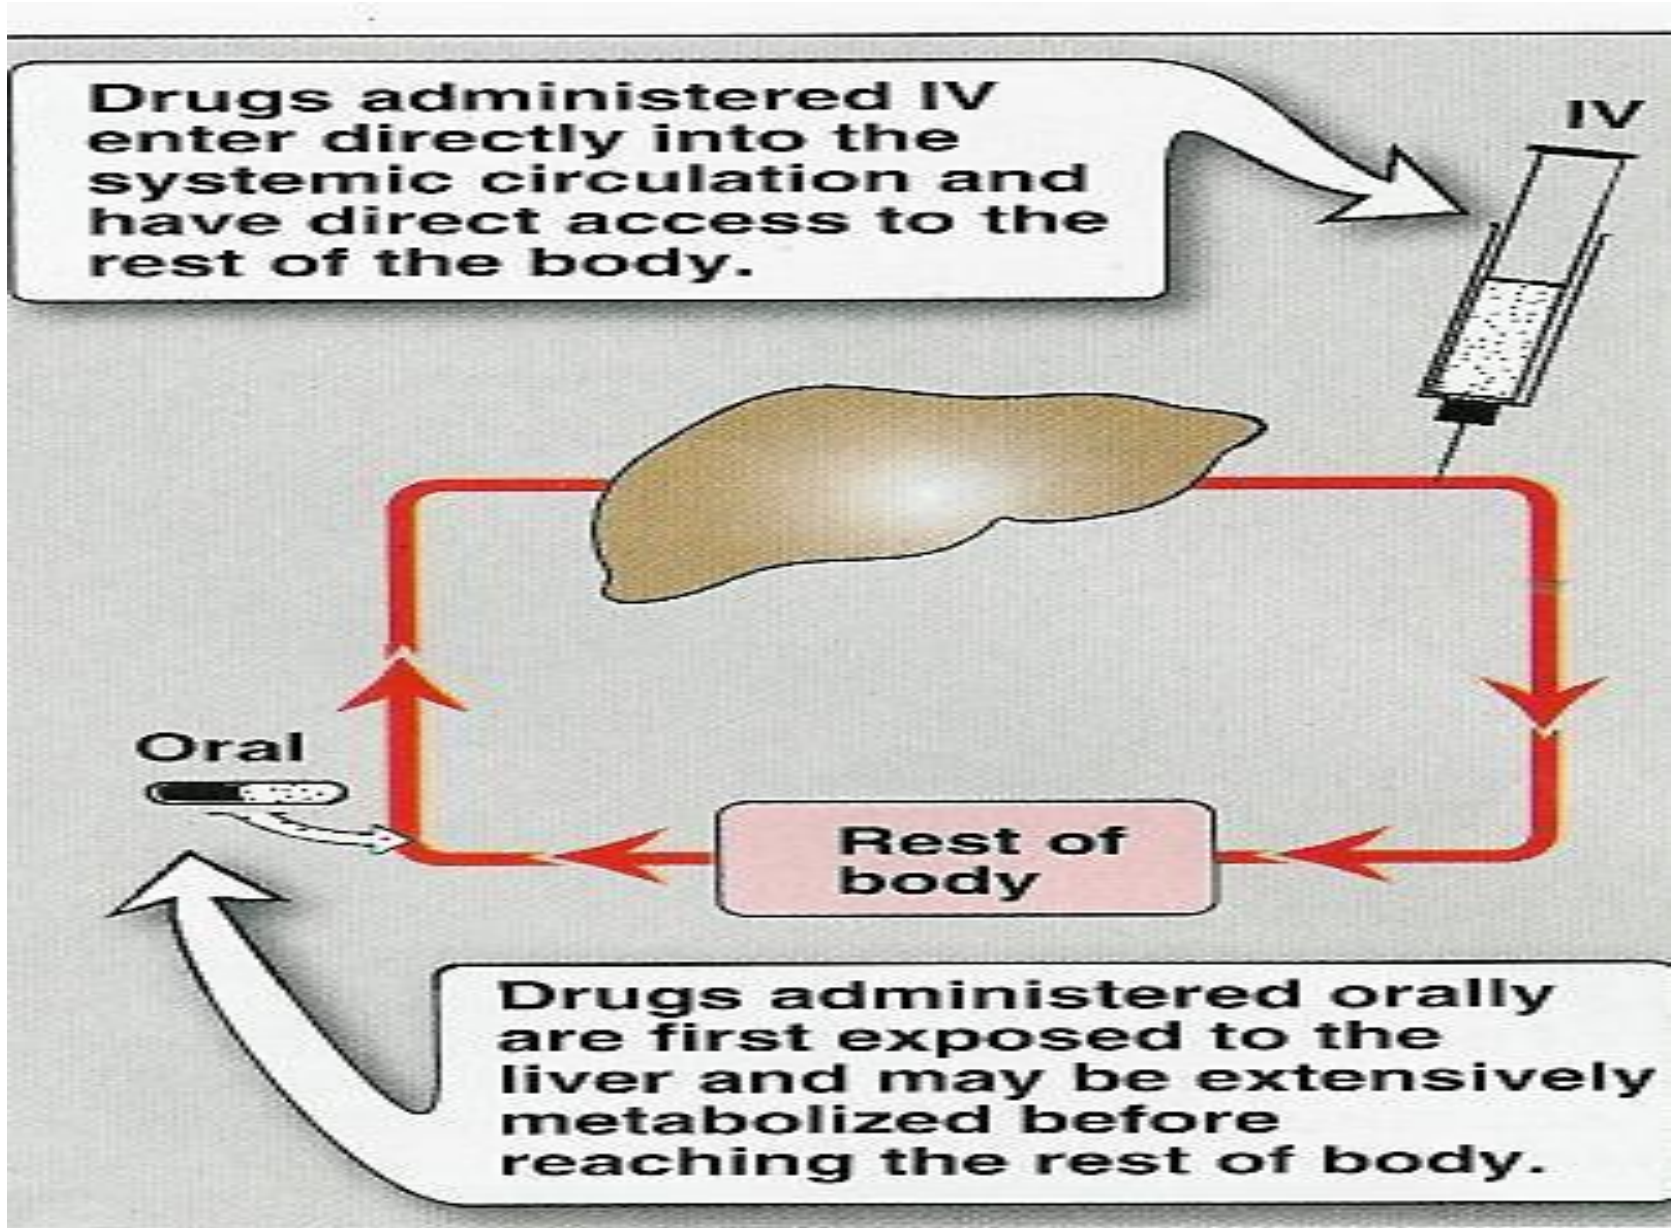 Drugs administered IV
enter directly into the
systemic circulation and
have direct access to the
rest of the body.
IV
Oral
Rest of
body
Drugs administered orally
are first exposed to the
liver and may be extensively
metabolized before
reaching the rest of body.